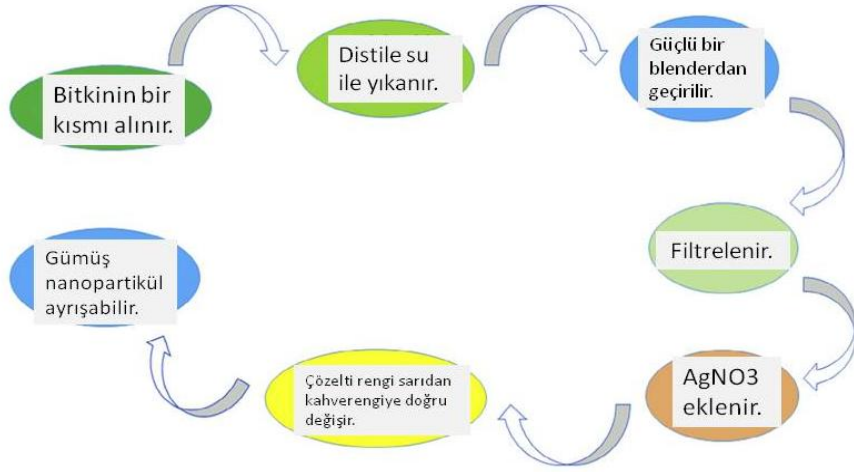 Bitkinin bir
kısmı alınır.
Distile su
ile yıkanır.
Güçlü bir
blenderdan
geçirilir.
Filtrelenir.
AgNO3
eklenir.
Çözelti rengi sarıdan
kahverengiye doğru
değişir.
Gümüş
nanopartikül
ayrışabilir.